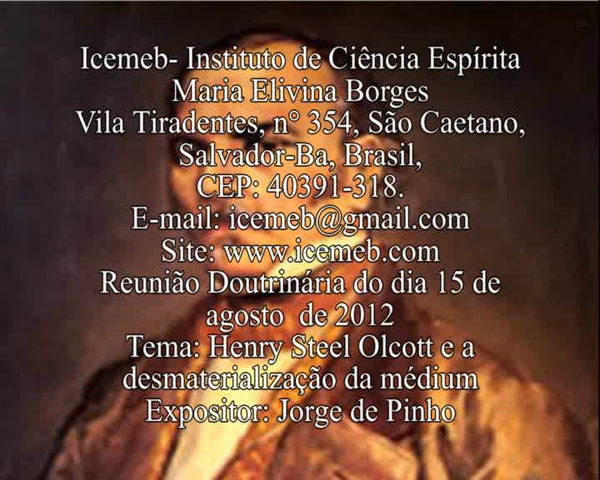 Icemeb- Instituto de Ciência Espírita
Maria Elivina Borges
Vila Tiradentes, n° 354, São Caetano,
Salvador-Ba, Brasil,
CEP: 40391-318.
E-mail: icemeb@gmail.com
Site: www.icemeb.com
Reunião Doutrinária do dia 15 de
agosto  de 2012
Tema: Henry Steel Olcott e a
desmaterialização da médium
Expositor: Jorge de Pinho